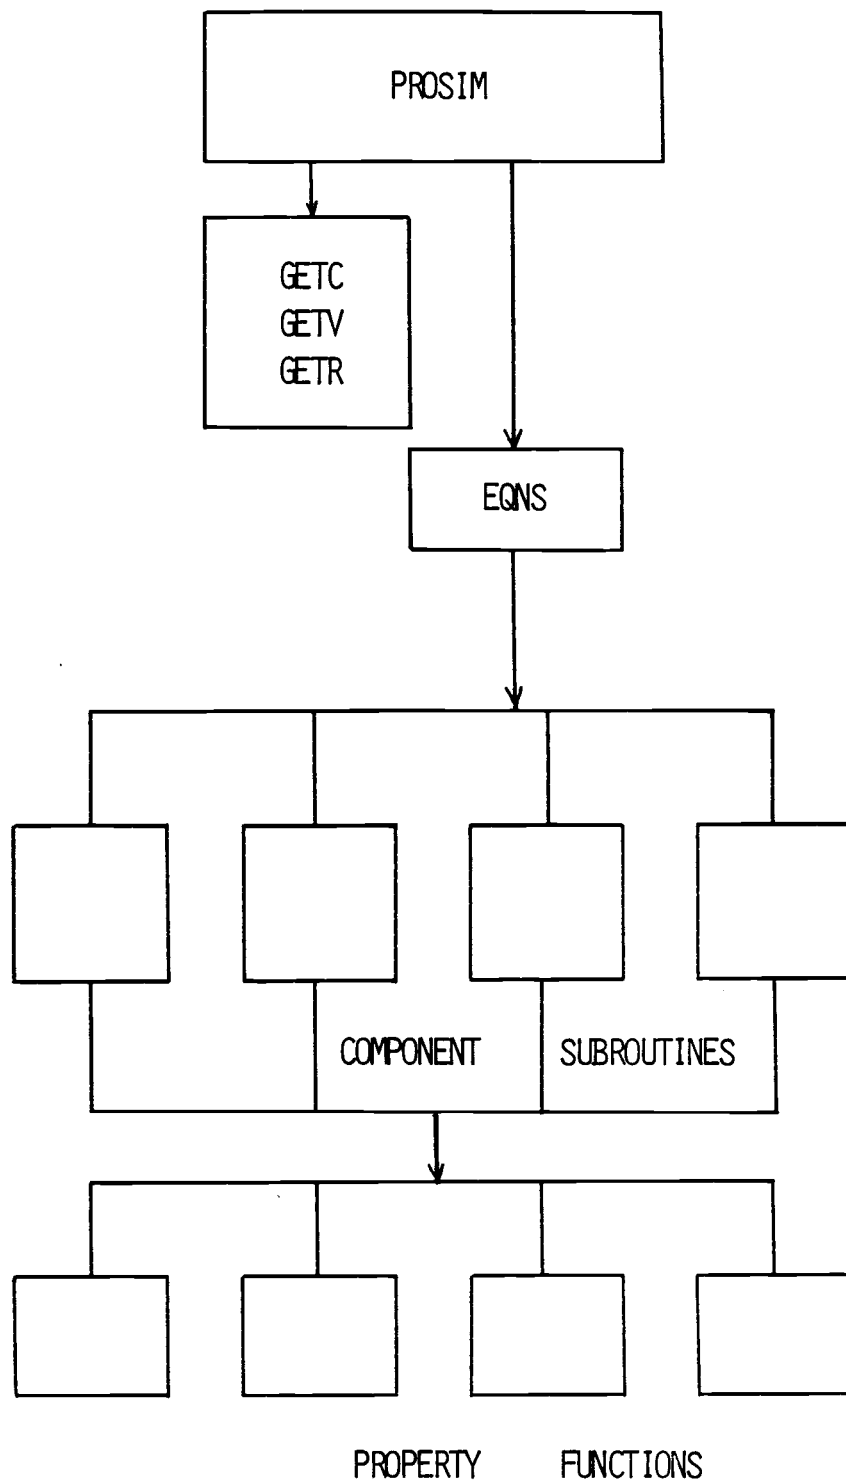 PROSIM
GETC
GETV
GETR
EQNS
COMPONENT SUBROUTINES
PROPERTY FUNCTIONS